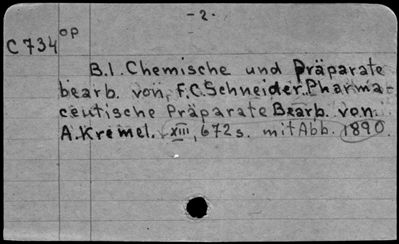 - 2 -
C 734 OP
B.I. Chemische und Präparate
bearb. von, F.C. Schneider. Pharma-
ceutische Präparate Bearb. von
A. Kremel. xiii, 672 s. mit Abb. 1890.